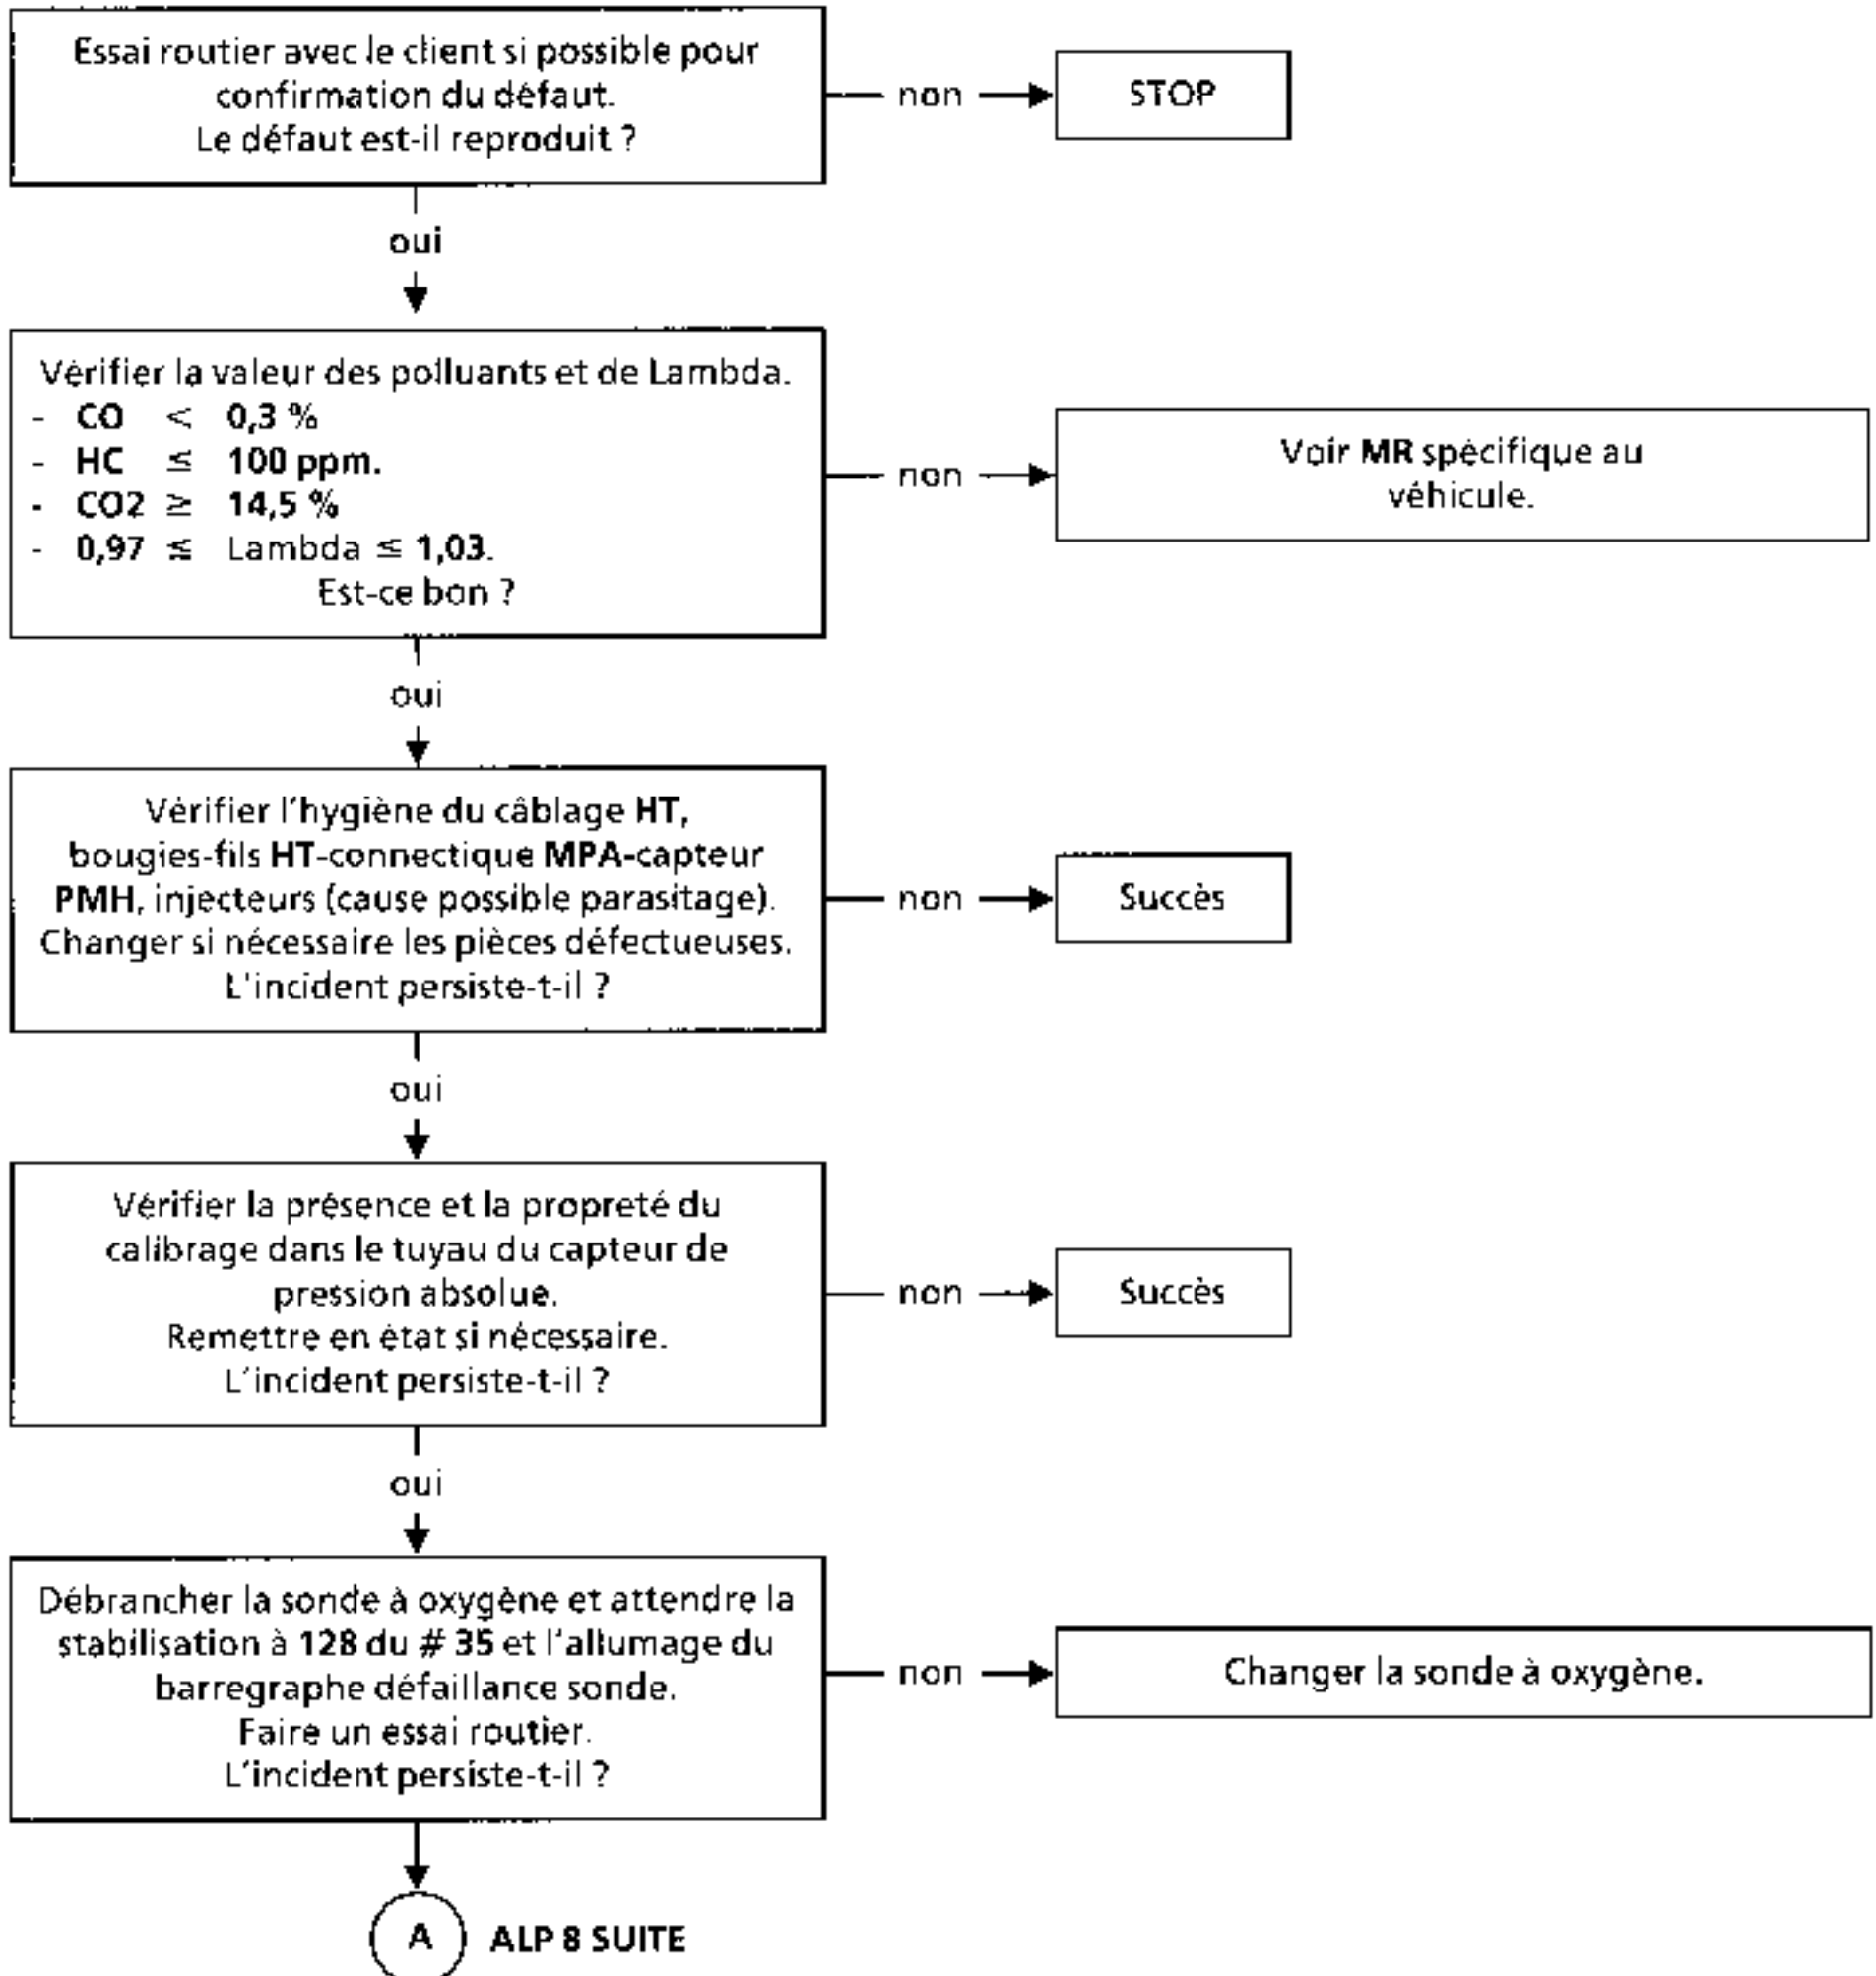 Essai routier avec le client si possible pour
confirmation du défaut.
Le défaut est-il reproduit ?
non
STOP
oui
Vérifier la valeur des polluants et de Lambda.
- CO < 0,3 %
- HC ≤ 100 ppm.
- CO2 ≥ 14,5 %
- 0,97 ≤ Lambda ≤ 1,03.
Est-ce bon ?
non
Voir MR spécifique au
véhicule.
oui
Vérifier l'hygiène du câblage HT,
bougies-fils HT-connectique MPA-capteur
PMH, injecteurs (cause possible parasitage).
Changer si nécessaire les pièces défectueuses.
L'incident persiste-t-il ?
non
Succès
oui
Vérifier la présence et la propreté du
calibrage dans le tuyau du capteur de
pression absolue.
Remettre en état si nécessaire.
L'incident persiste-t-il ?
non
Succès
oui
Débrancher la sonde à oxygène et attendre la
stabilisation à 128 du # 35 et l'allumage du
barregraphe défaillance sonde.
Faire un essai routier.
L'incident persiste-t-il ?
non
Changer la sonde à oxygène.
A ALP 8 SUITE